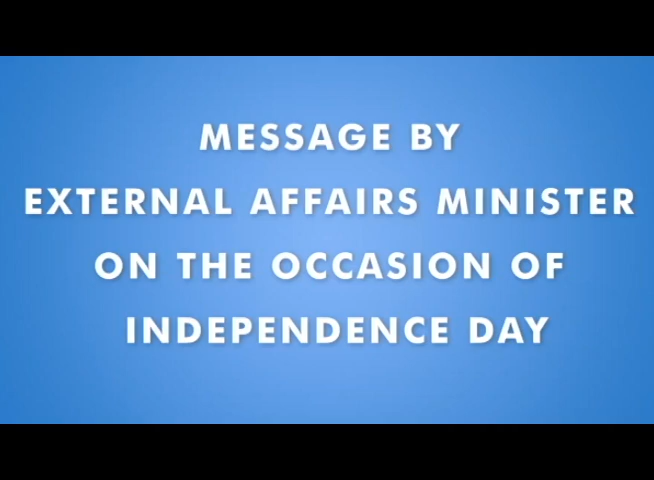 MESSAGE BY
EXTERNAL AFFAIRS MINISTER
ON THE OCCASION OF
INDEPENDENCE DAY